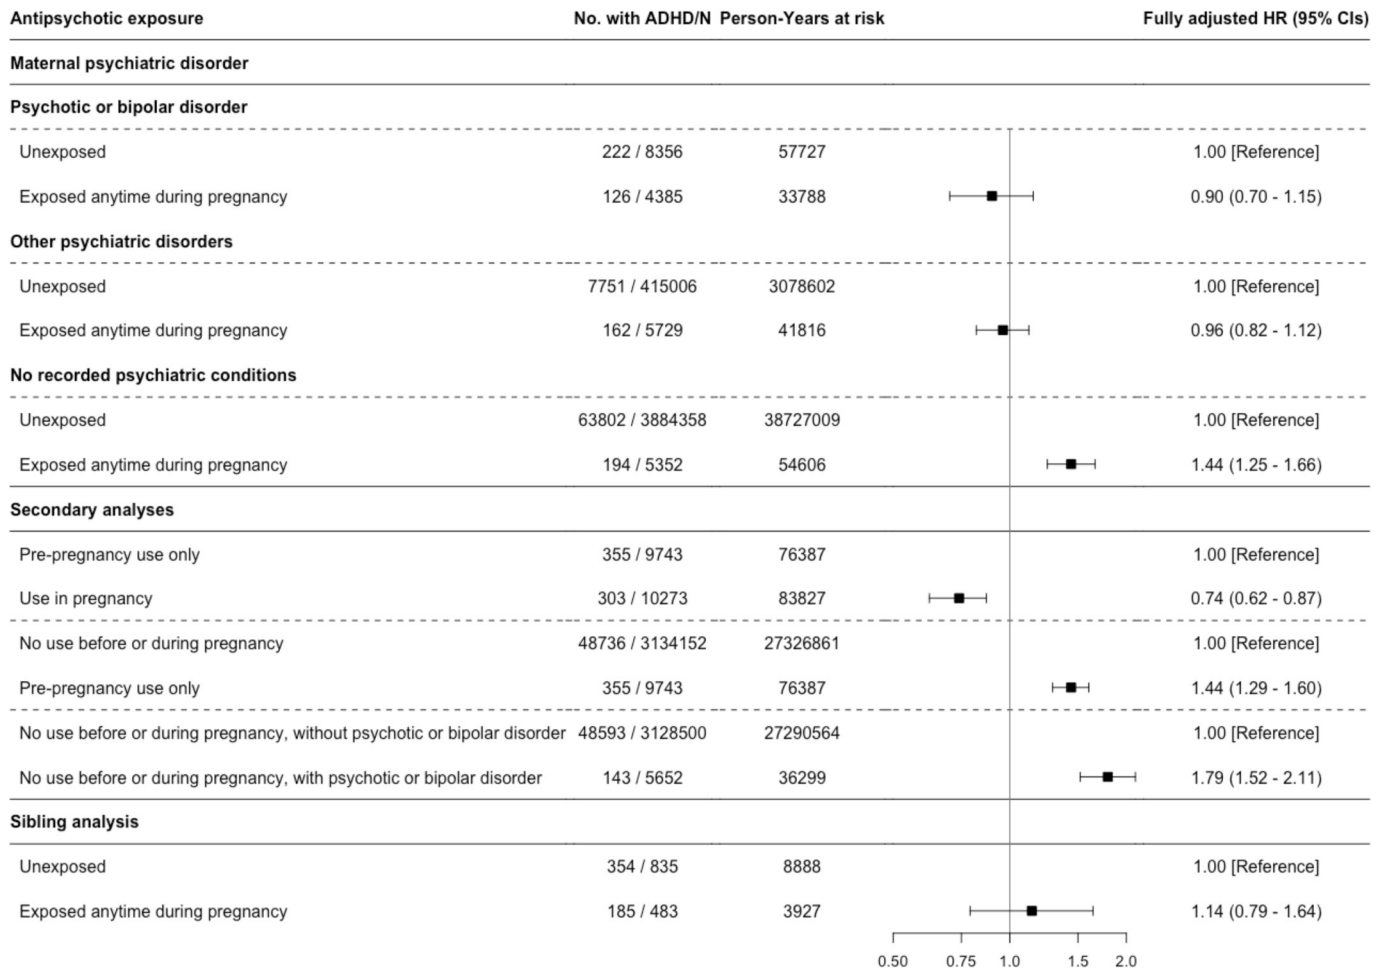 Antipsychotic exposure No. with ADHD/N Person-Years at risk Fully adjusted HR (95% CIs)
Maternal psychiatric disorder
Psychotic or bipolar disorder
Unexposed 222 / 8356 57727 1.00 [Reference]
Exposed anytime during pregnancy 126 / 4385 33788 0.90 (0.70 - 1.15)
Other psychiatric disorders
Unexposed 7751 / 415006 3078602 1.00 [Reference]
Exposed anytime during pregnancy 162 / 5729 41816 0.96 (0.82 - 1.12)
No recorded psychiatric conditions
Unexposed 63802 / 3884358 38727009 1.00 [Reference]
Exposed anytime during pregnancy 194 / 5352 54606 1.44 (1.25 - 1.66)
Secondary analyses
Pre-pregnancy use only 355 / 9743 76387 1.00 [Reference]
Use in pregnancy 303 / 10273 83827 0.74 (0.62 - 0.87)
No use before or during pregnancy 48736 / 3134152 27326861 1.00 [Reference]
Pre-pregnancy use only 355 / 9743 76387 1.44 (1.29 - 1.60)
No use before or during pregnancy, without psychotic or bipolar disorder 48593 / 3128500 27290564 1.00 [Reference]
No use before or during pregnancy, with psychotic or bipolar disorder 143 / 5652 36299 1.79 (1.52 - 2.11)
Sibling analysis
Unexposed 354 / 835 8888 1.00 [Reference]
Exposed anytime during pregnancy 185 / 483 3927 1.14 (0.79 - 1.64)
0.50 0.75 1.0 1.5 2.0